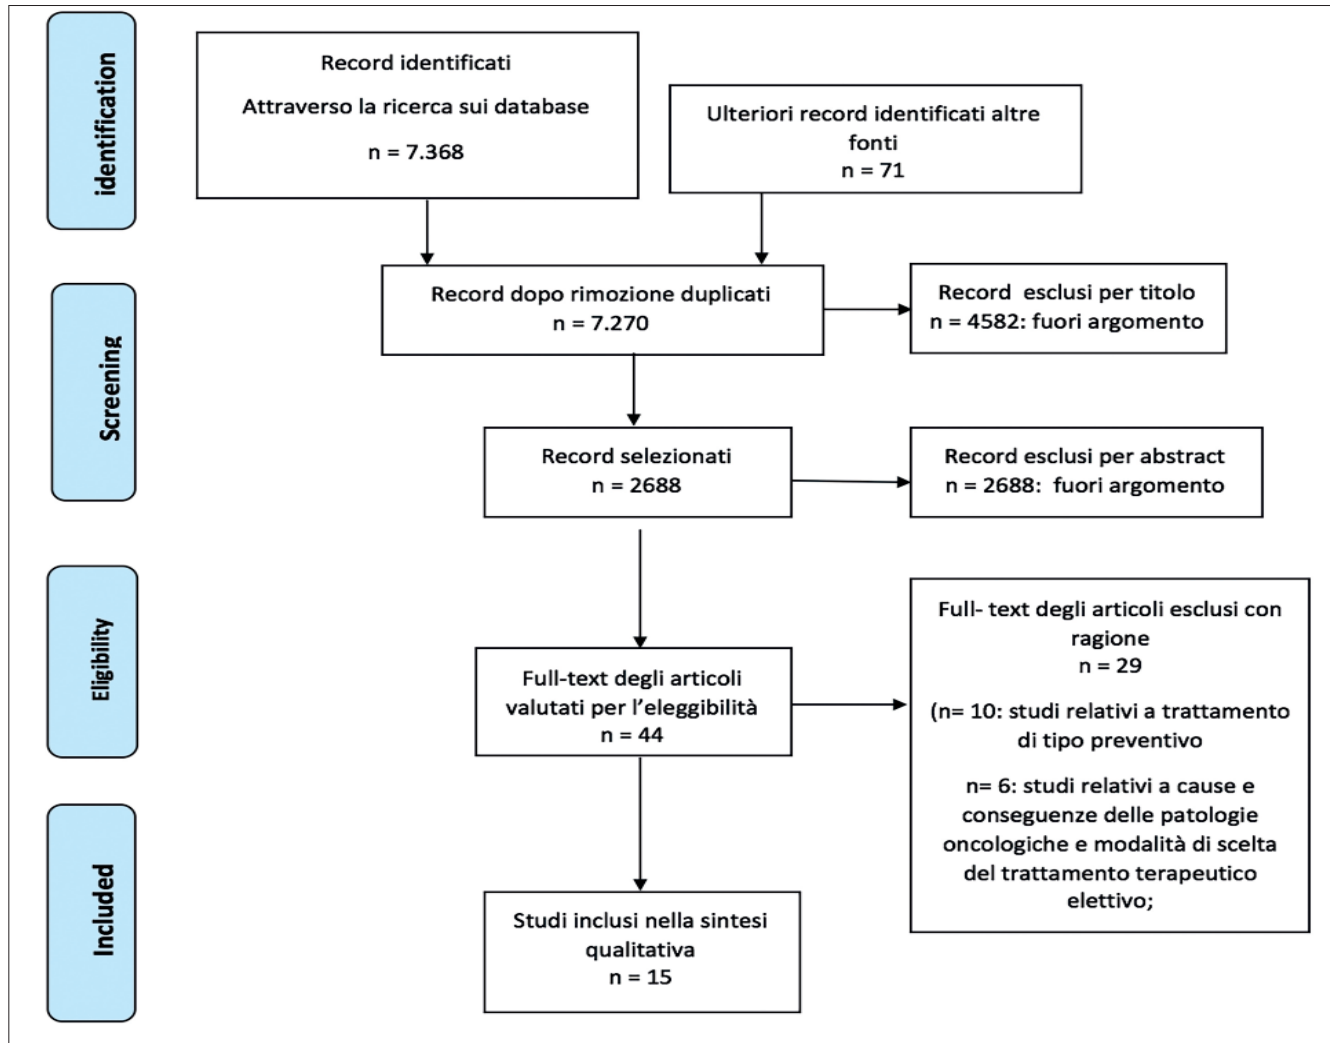 identification
Record identificati
Attraverso la ricerca sui database
n = 7.368
Ulteriori record identificati altre
fonti
n = 71
Screening
Record dopo rimozione duplicati
n = 7.270
Record esclusi per titolo
n = 4582: fuori argomento
Record selezionati
n = 2688
Record esclusi per abstract
n = 2688: fuori argomento
Eligibility
Full-text degli articoli
valutati per l'eleggibilità
n = 44
Full- text degli articoli esclusi con
ragione
n = 29
(n= 10: studi relativi a trattamento
di tipo preventivo
n= 6: studi relativi a cause e
conseguenze delle patologie
oncologiche e modalità di scelta
del trattamento terapeutico
elettivo;
Included
Studi inclusi nella sintesi
qualitativa
n = 15